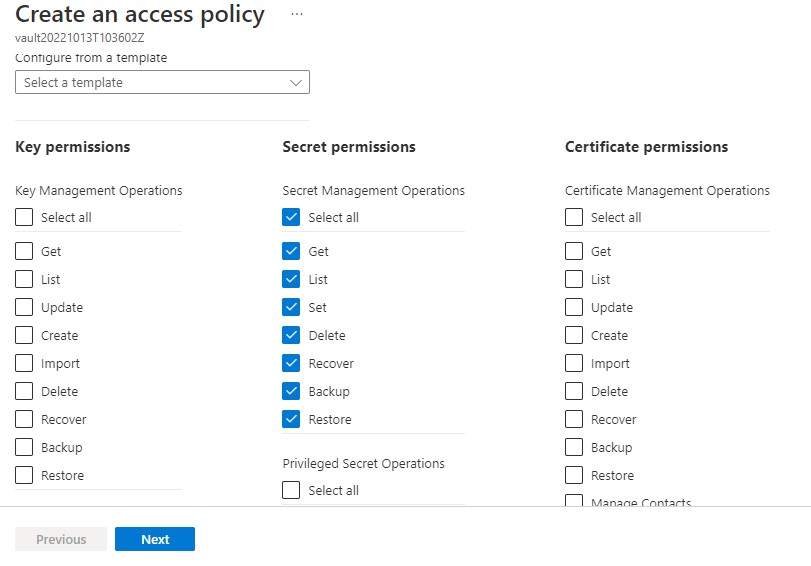 Create an access policy ...
vault20221013T103602Z
Configure from a template
Select a template
Key permissions
Key Management Operations
Select all
Get
List
Update
Create
Import
Delete
Recover
Backup
Restore
Secret permissions
Secret Management Operations
Select all
Get
List
Set
Delete
Recover
Backup
Restore
Privileged Secret Operations
Select all
Certificate permissions
Certificate Management Operations
Select all
Get
List
Update
Create
Import
Delete
Recover
Backup
Restore
Manage Contacts
Previous
Next